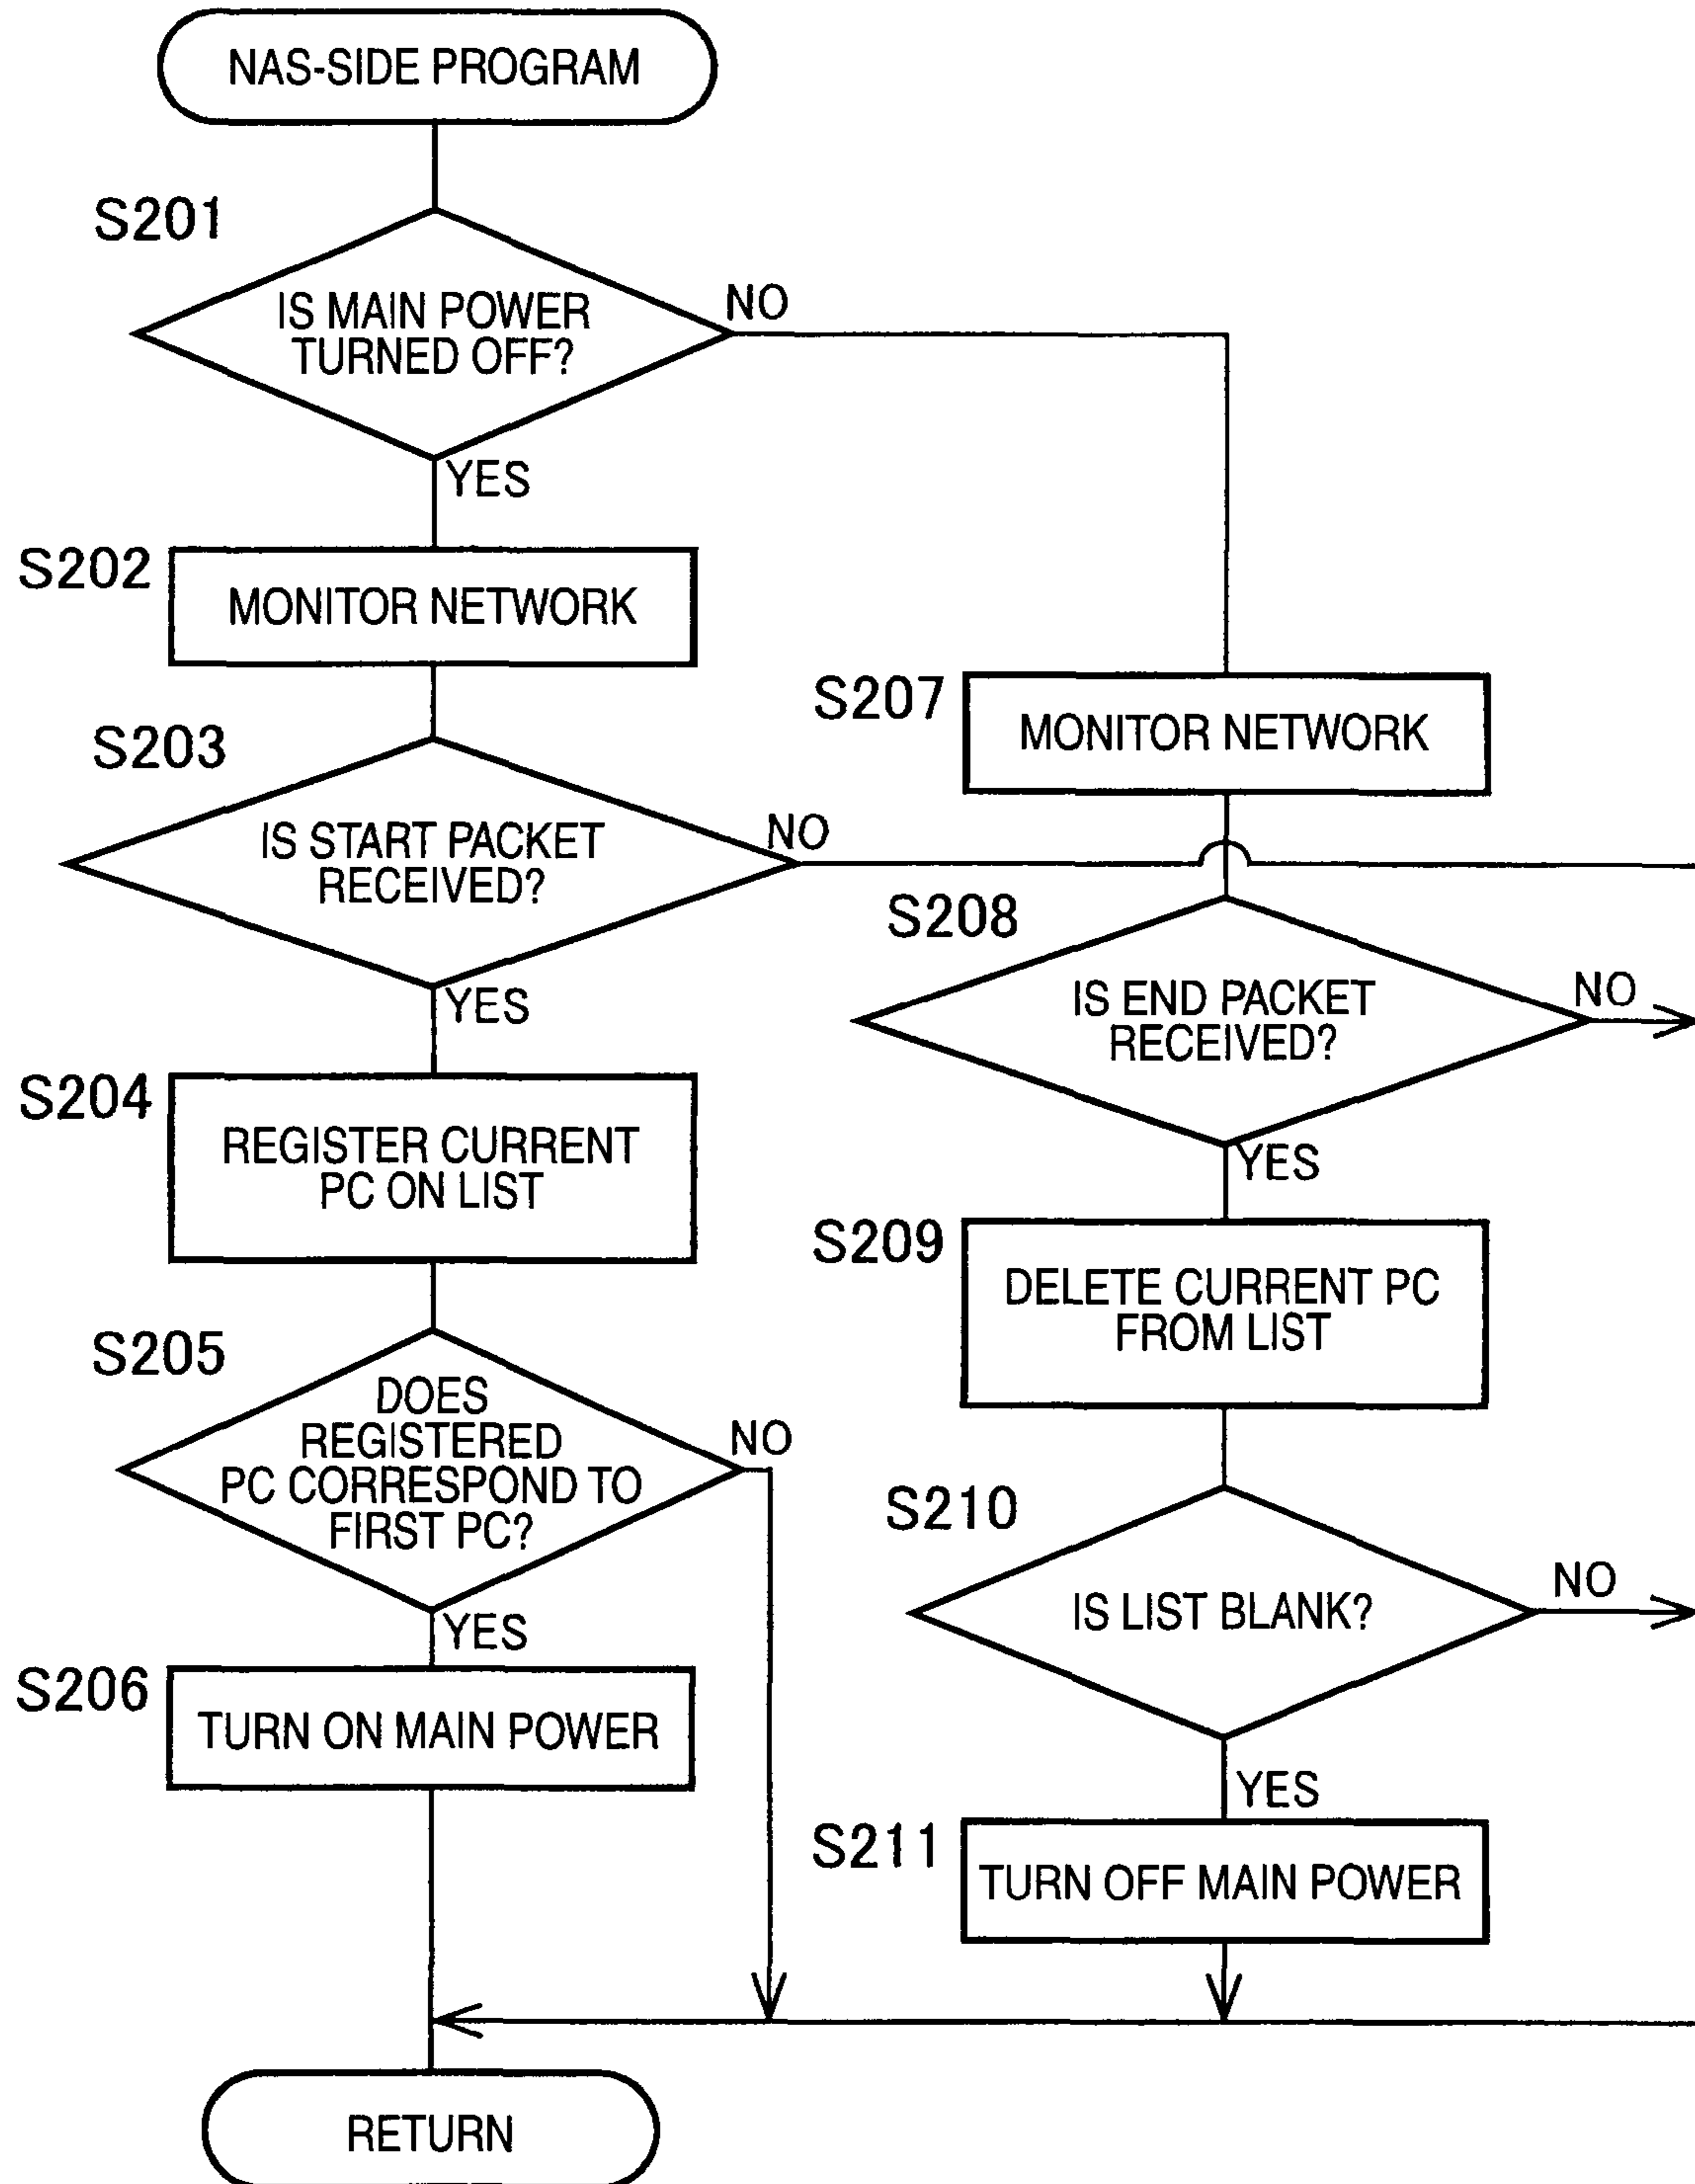 NAS-SIDE PROGRAM
S201
IS MAIN POWER
TURNED OFF?
NO
YES
S202
MONITOR NETWORK
S203
IS START PACKET
RECEIVED?
NO
YES
S204
REGISTER CURRENT
PC ON LIST
S205
DOES
REGISTERED
PC CORRESPOND TO
FIRST PC?
NO
YES
S206
TURN ON MAIN POWER
S207
MONITOR NETWORK
S208
IS END PACKET
RECEIVED?
NO
YES
S209
DELETE CURRENT PC
FROM LIST
S210
IS LIST BLANK?
NO
YES
S211
TURN OFF MAIN POWER
RETURN